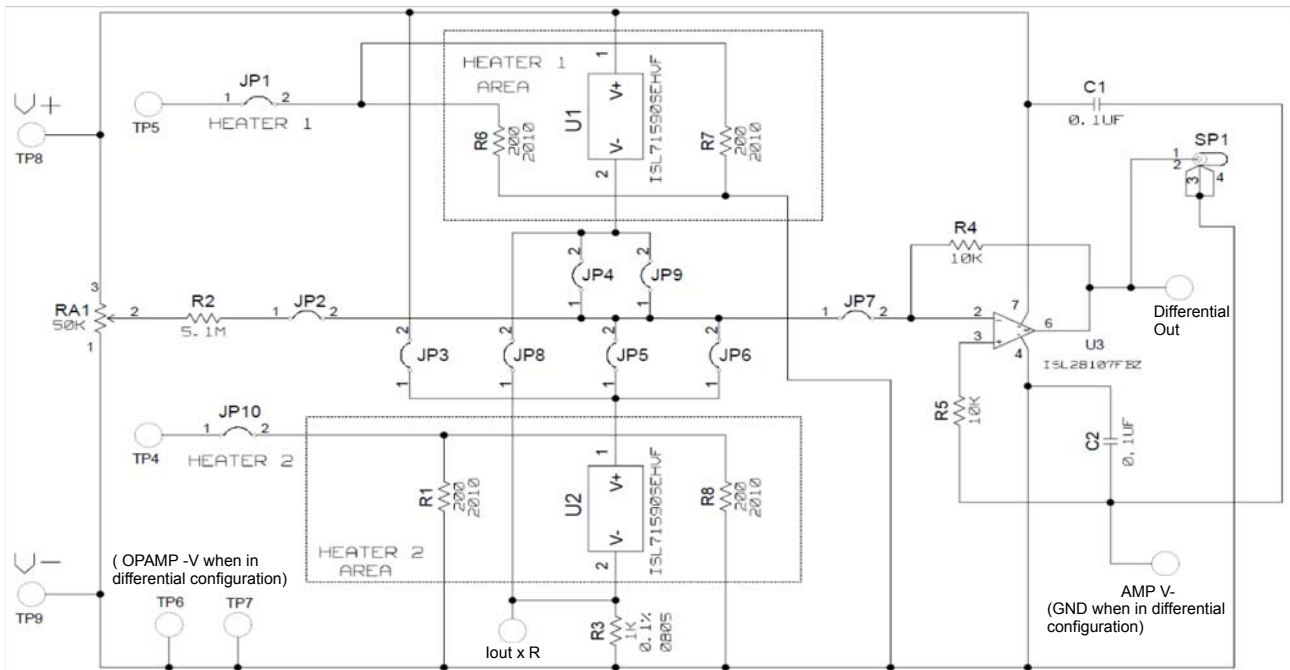 HEATER 1
AREA
1
V+
V-
2
U1
ISL71590SEHVF
R6
200
2010
R7
200
2010
V+
TP8
TP5
JP1
1 2
HEATER 1
C1
0.1UF
SP1
1
2
3
4
R4
10K
JP4
2
1
JP9
2
1
RA1
50K
3
2
1
R2
5.1M
JP2
1 2
JP7
1 2
2
3
7
6
4
U3
ISL28107FBZ
Differential
Out
JP3
2
1
JP8
2
1
JP5
2
1
JP6
2
1
R5
10K
C2
0.1UF
TP4
JP10
1 2
HEATER 2
R1
200
2010
1
V+
V-
2
U2
ISL71590SEHVF
R8
200
2010
HEATER 2
AREA
V-
TP9
( OPAMP -V when in
differential configuration)
TP6
TP7
Iout x R
R3
1K
0.1%
0805
AMP V-
(GND when in differential
configuration)